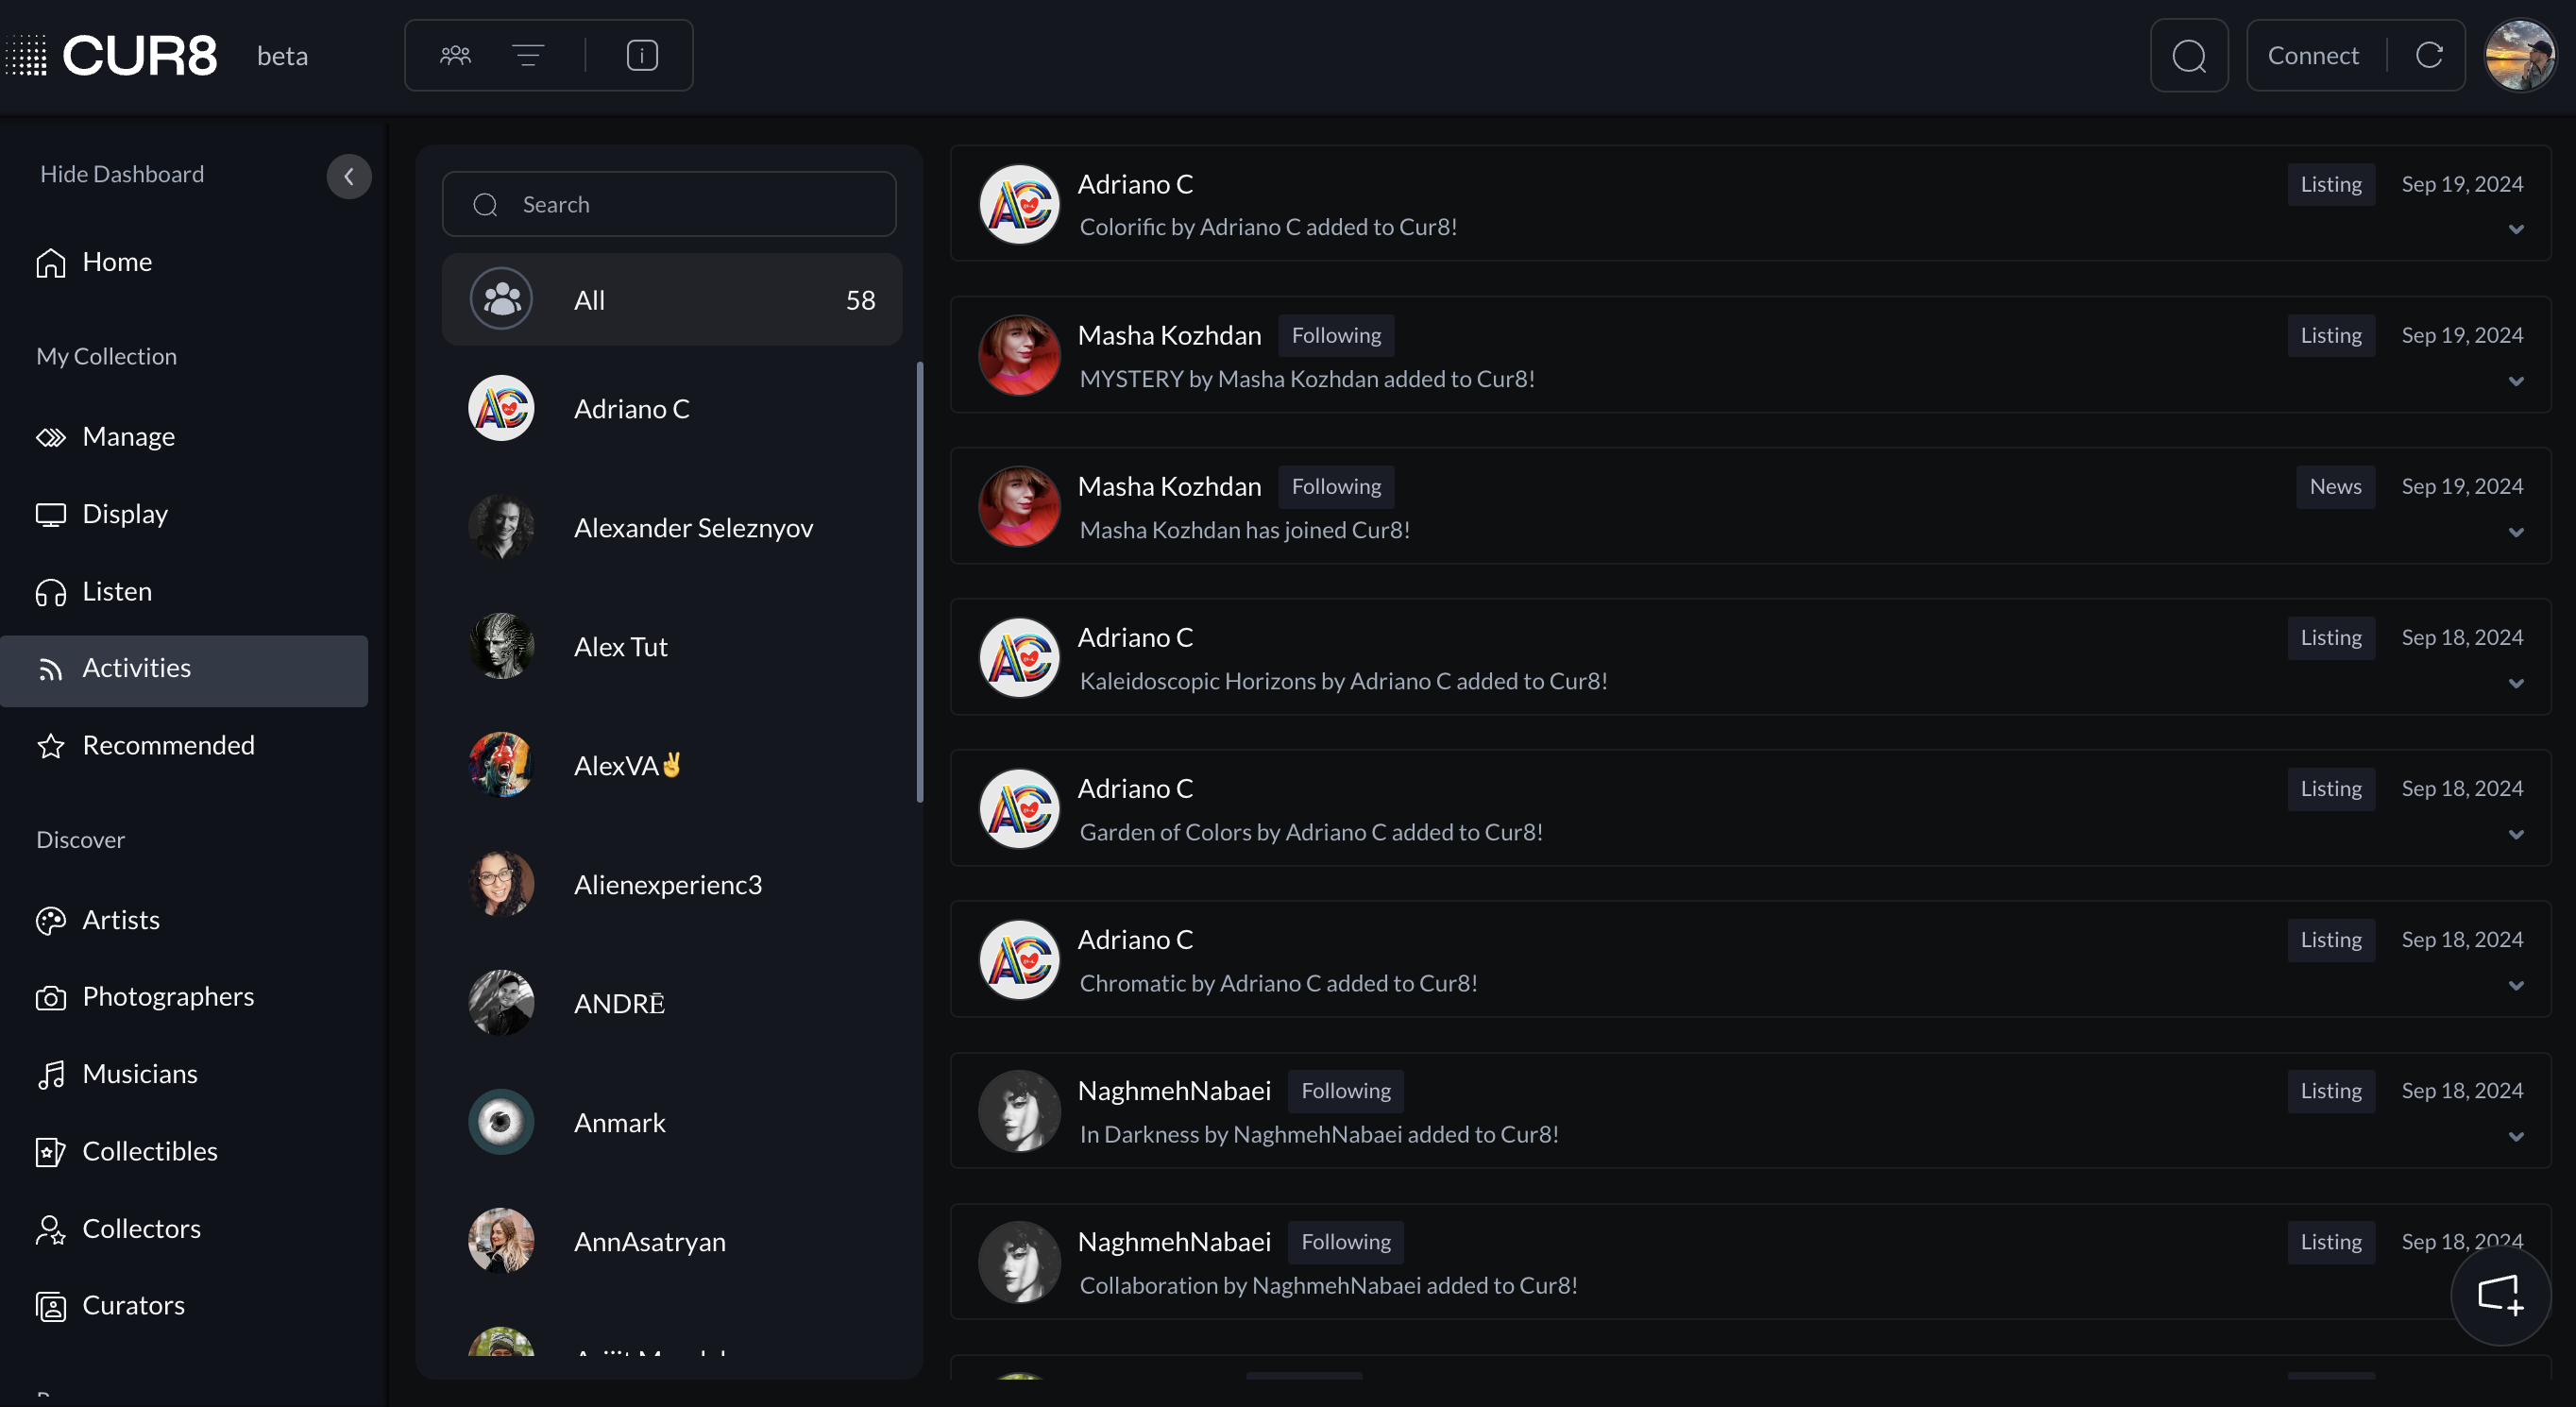 CUR8 beta
Connect
Hide Dashboard
Home
My Collection
Manage
Display
Listen
Activities
Recommended
Discover
Artists
Photographers
Musicians
Collectibles
Collectors
Curators
Search
All 58
Adriano C
Alexander Seleznyov
Alex Tut
AlexVA✌️
Alienexperienc3
ANDRĒ
Anmark
AnnAsatryan
Adriano C Listing Sep 19, 2024
Colorific by Adriano C added to Cur8!
Masha Kozhdan Following Listing Sep 19, 2024
MYSTERY by Masha Kozhdan added to Cur8!
Masha Kozhdan Following News Sep 19, 2024
Masha Kozhdan has joined Cur8!
Adriano C Listing Sep 18, 2024
Kaleidoscopic Horizons by Adriano C added to Cur8!
Adriano C Listing Sep 18, 2024
Garden of Colors by Adriano C added to Cur8!
Adriano C Listing Sep 18, 2024
Chromatic by Adriano C added to Cur8!
NaghmehNabaei Following Listing Sep 18, 2024
In Darkness by NaghmehNabaei added to Cur8!
NaghmehNabaei Following Listing Sep 18, 2024
Collaboration by NaghmehNabaei added to Cur8!